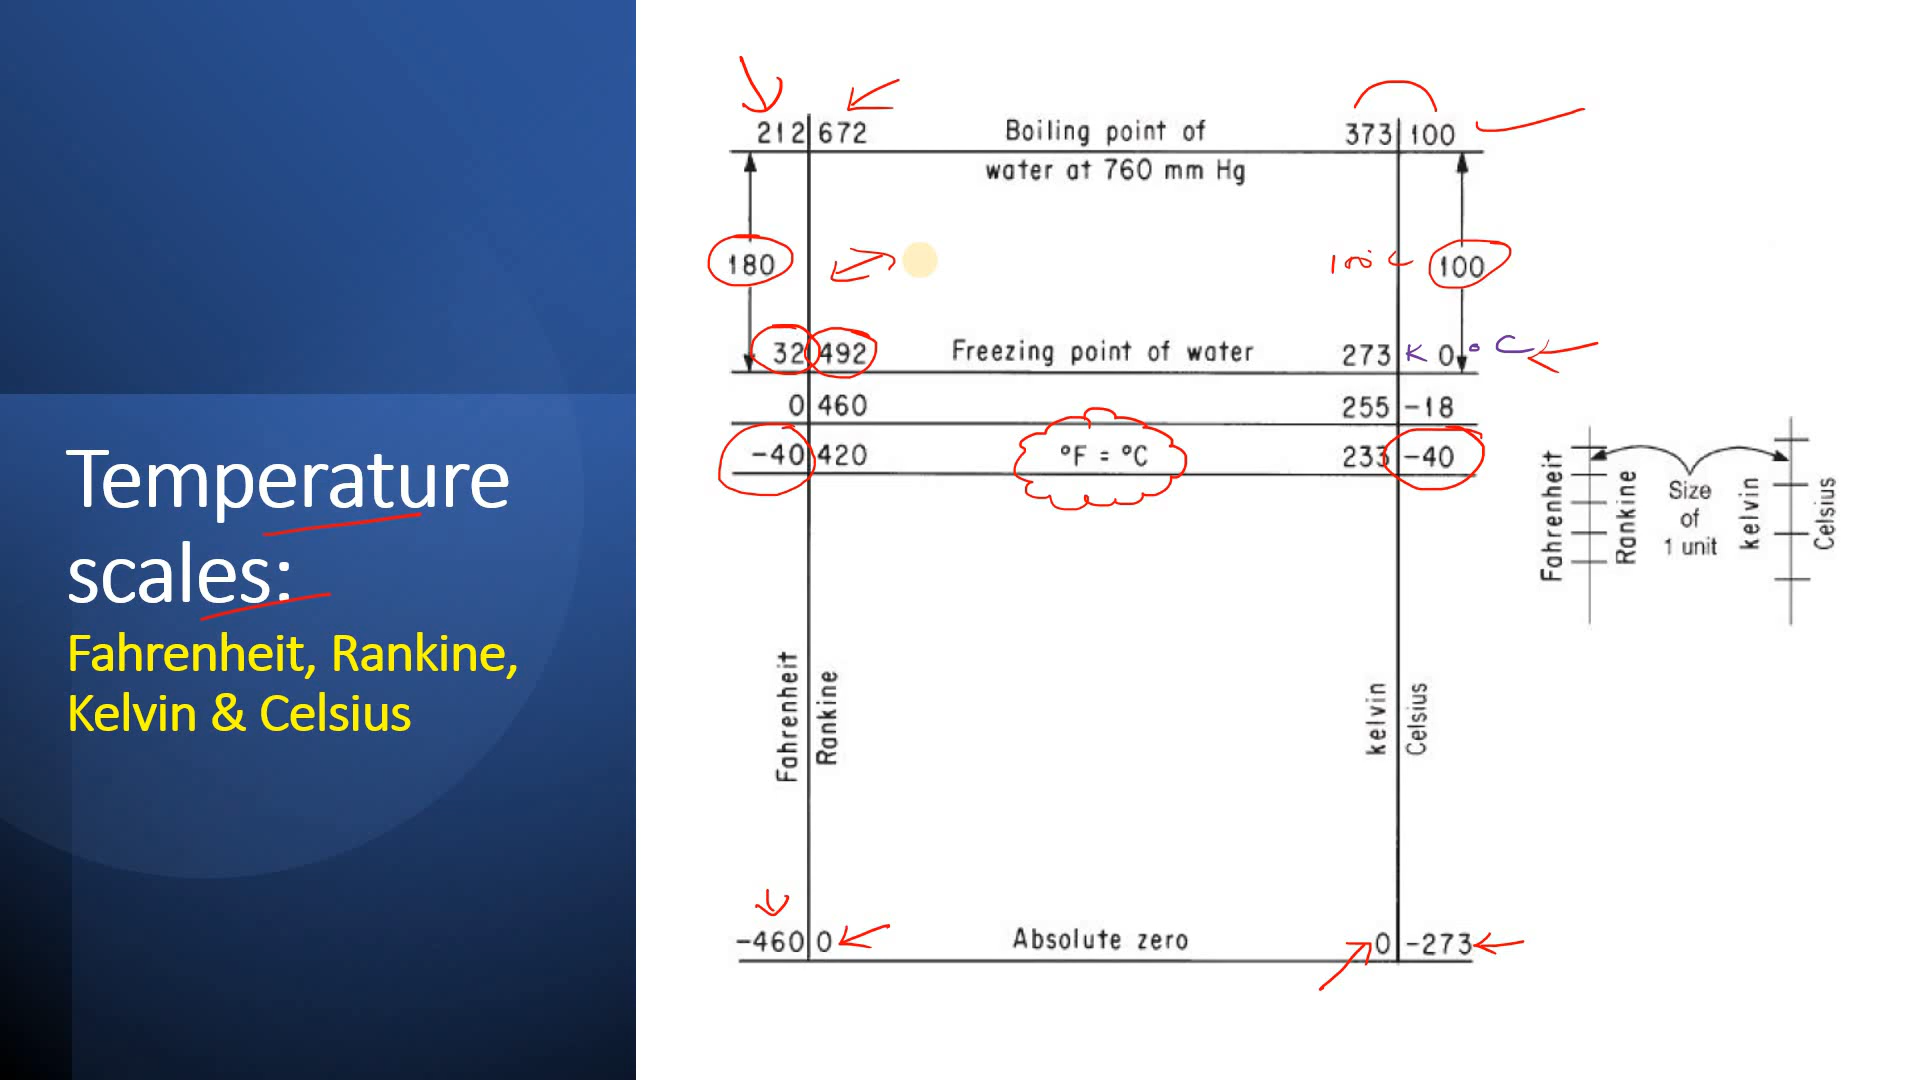 Temperature
scales:
Fahrenheit, Rankine,
Kelvin & Celsius
212 672 Boiling point of 373 100
water at 760 mm Hg
180 100 C 100
32 492 Freezing point of water 273 K 0 ° C
0 460 255 -18
-40 420 °F = °C 233 -40
Fahrenheit Rankine Size of 1 unit kelvin Celsius
Fahrenheit Rankine kelvin Celsius
-460 0 Absolute zero 0 -273